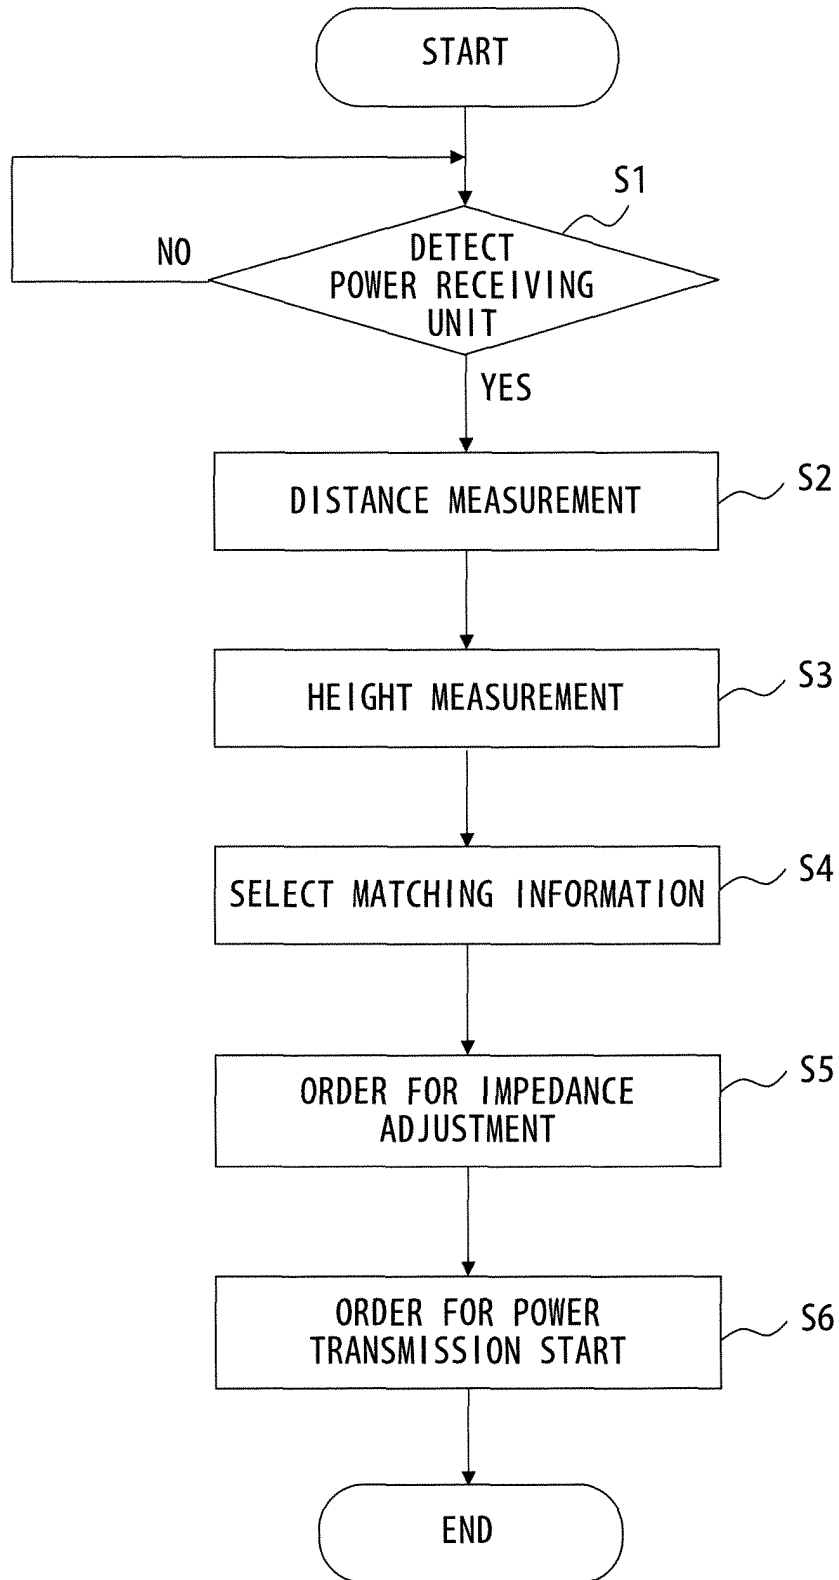 START
S1
DETECT
POWER RECEIVING
UNIT
NO
YES
DISTANCE MEASUREMENT
S2
HEIGHT MEASUREMENT
S3
SELECT MATCHING INFORMATION
S4
ORDER FOR IMPEDANCE
ADJUSTMENT
S5
ORDER FOR POWER
TRANSMISSION START
S6
END